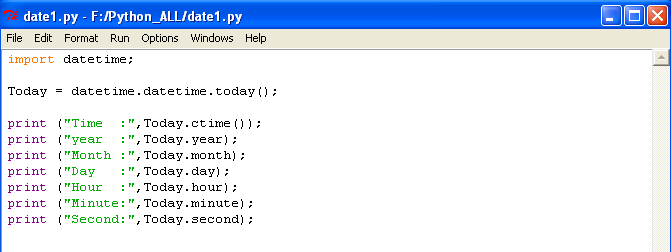 date1.py - F:/Python_ALL/date1.py
File Edit Format Run Options Windows Help
import datetime;
Today = datetime.datetime.today();
print ("Time  :",Today.ctime());
print ("year  :",Today.year);
print ("Month :",Today.month);
print ("Day   :",Today.day);
print ("Hour  :",Today.hour);
print ("Minute:",Today.minute);
print ("Second:",Today.second);